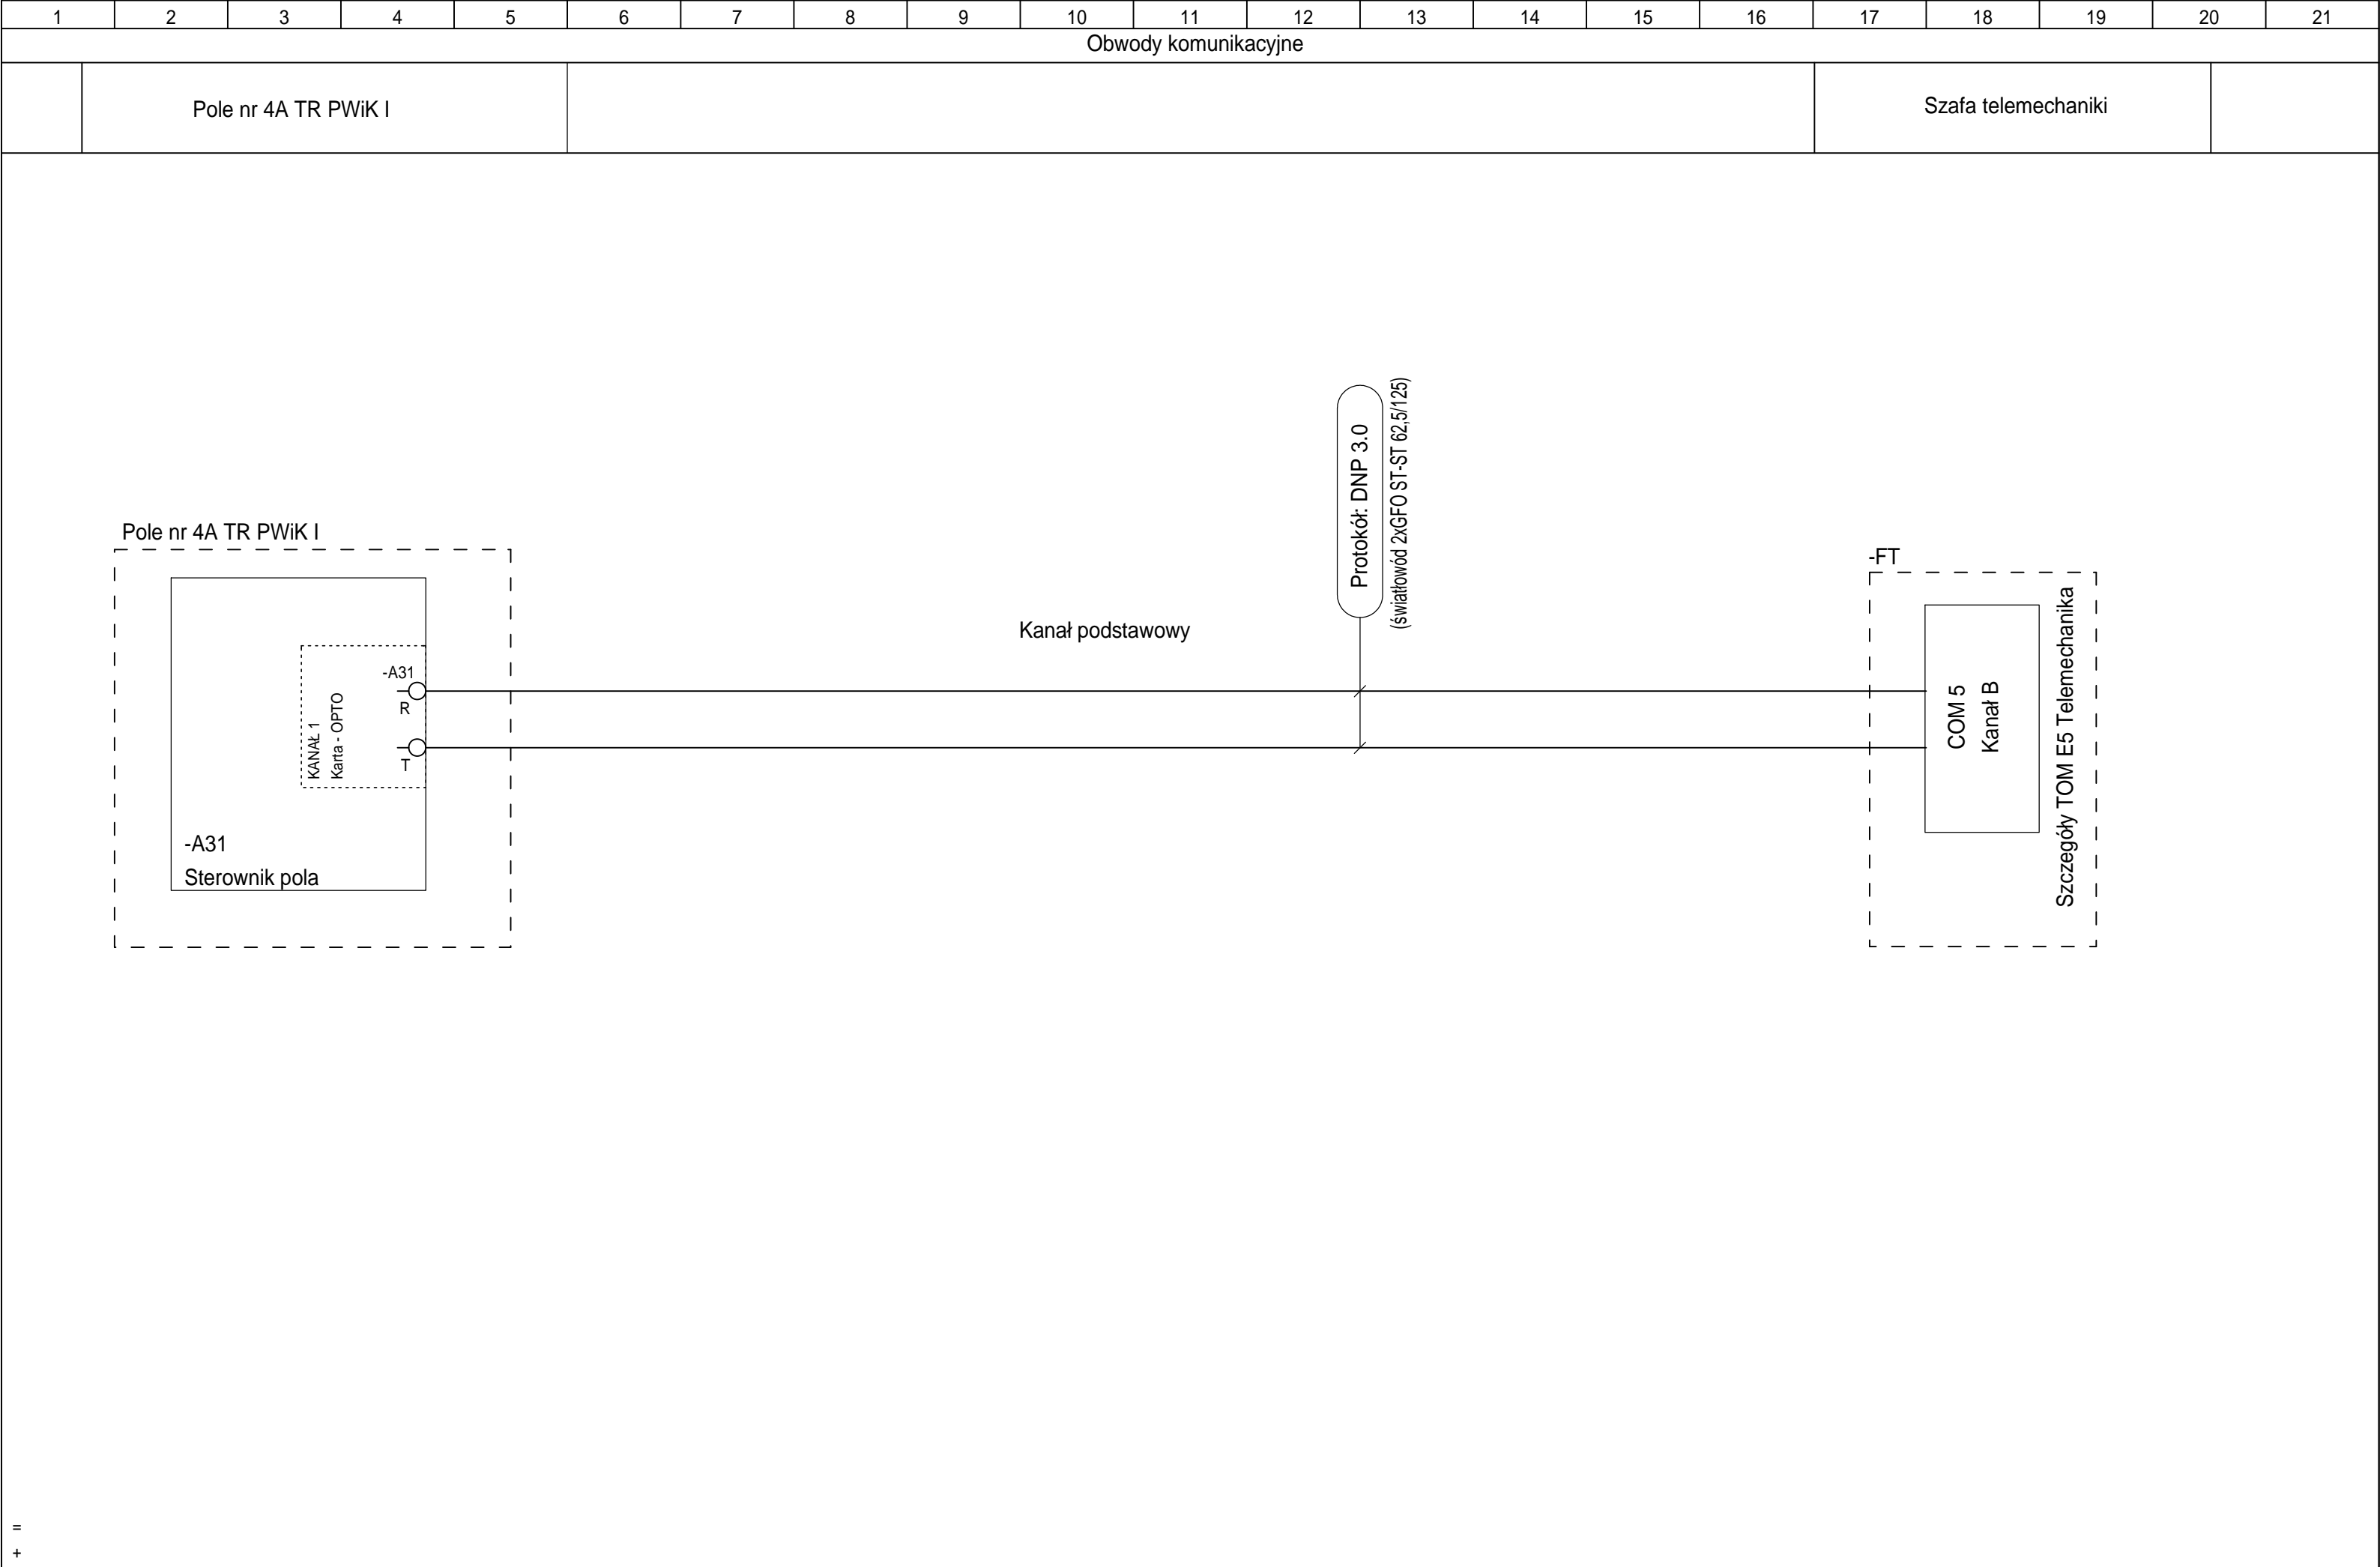 1 2 3 4 5 6 7 8 9 10 11 12 13 14 15 16 17 18 19 20 21
Obwody komunikacyjne
Pole nr 4A TR PWiK I
Szafa telemechaniki
Protokół: DNP 3.0
(światłowód 2xGFO ST-ST 62,5/125)
Pole nr 4A TR PWiK I
-A31
R
T
KANAŁ 1
Karta - OPTO
-A31
Sterownik pola
Kanał podstawowy
-FT
COM 5
Kanał B
Szczegóły TOM E5 Telemechanika
=
+